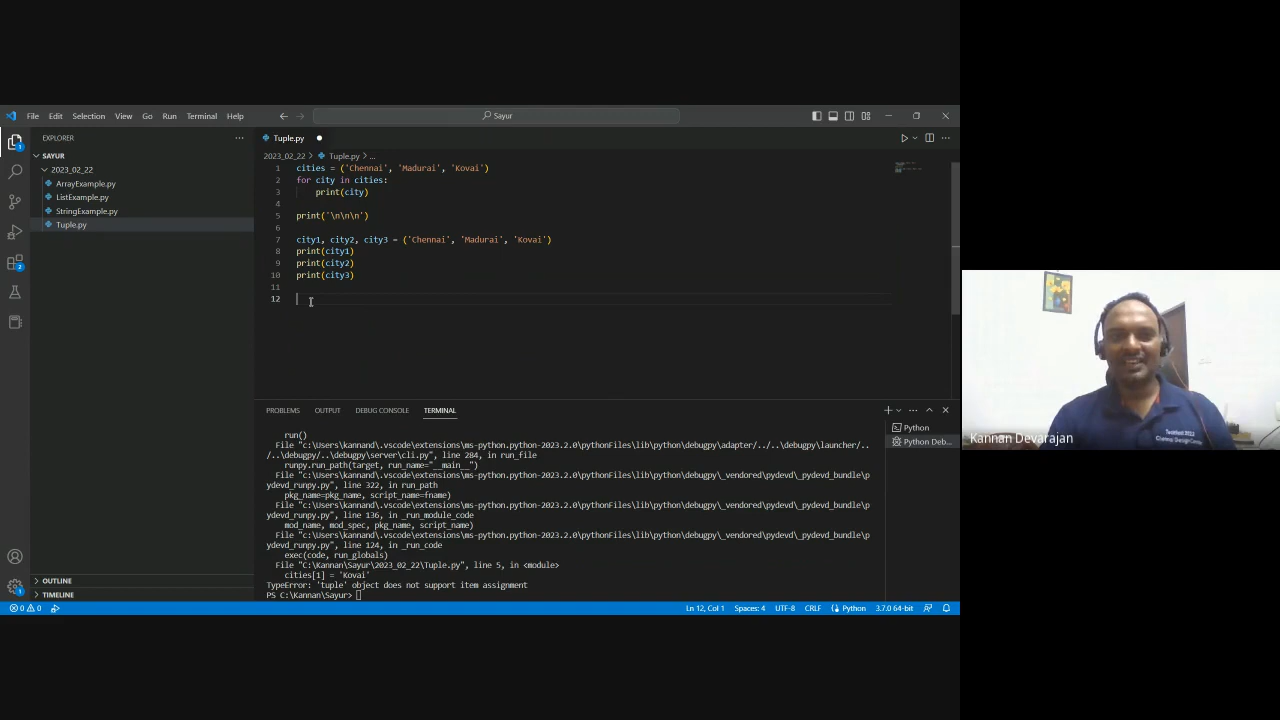 File Edit Selection View Go Run Terminal Help
Sayur
EXPLORER
SAYUR
2023_02_22
ArrayExample.py
ListExample.py
StringExample.py
Tuple.py
OUTLINE
TIMELINE
Tuple.py
2023_02_22 > Tuple.py > ...
1 cities = ('Chennai', 'Madurai', 'Kovai')
2 for city in cities:
3 print(city)
4
5 print('\n\n\n')
6
7 city1, city2, city3 = ('Chennai', 'Madurai', 'Kovai')
8 print(city1)
9 print(city2)
10 print(city3)
11
12
PROBLEMS OUTPUT DEBUG CONSOLE TERMINAL
run()
File "c:\Users\kannand\.vscode\extensions\ms-python.python-2023.2.0\pythonFiles\lib\python\debugpy\adapter/../..\debugpy\launcher/..
/..\debugpy/..\debugpy\server\cli.py", line 284, in run_file
runpy.run_path(target, run_name="__main__")
File "c:\Users\kannand\.vscode\extensions\ms-python.python-2023.2.0\pythonFiles\lib\python\debugpy\_vendored\pydevd\_pydevd_bundle\p
ydevd_runpy.py", line 322, in run_path
pkg_name=pkg_name, script_name=fname)
File "c:\Users\kannand\.vscode\extensions\ms-python.python-2023.2.0\pythonFiles\lib\python\debugpy\_vendored\pydevd\_pydevd_bundle\p
ydevd_runpy.py", line 136, in _run_module_code
mod_name, mod_spec, pkg_name, script_name)
File "c:\Users\kannand\.vscode\extensions\ms-python.python-2023.2.0\pythonFiles\lib\python\debugpy\_vendored\pydevd\_pydevd_bundle\p
ydevd_runpy.py", line 124, in _run_code
exec(code, run_globals)
File "c:\Kannan\Sayur\2023_02_22\Tuple.py", line 5, in <module>
cities[1] = 'Kovai'
TypeError: 'tuple' object does not support item assignment
PS C:\Kannan\Sayur>
Python
Python Deb...
0 0
Ln 12, Col 1 Spaces: 4 UTF-8 CRLF Python 3.7.0 64-bit
Kannan Devarajan
Design